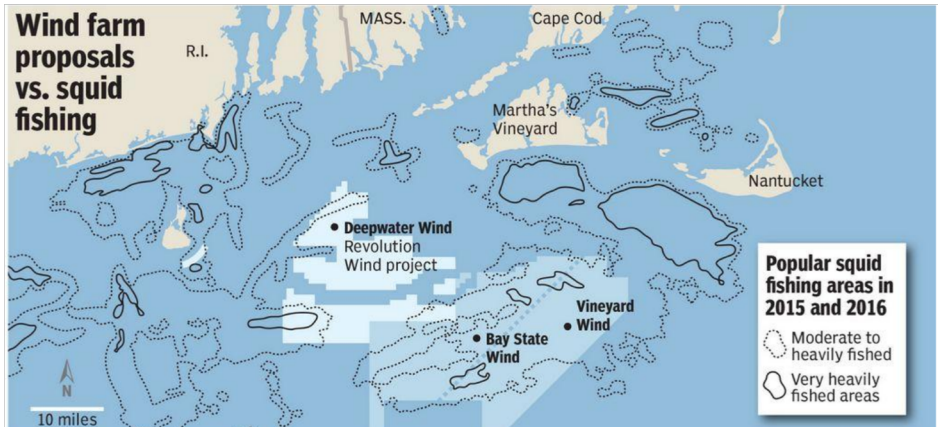 Wind farm
proposals
vs. squid
fishing
R.I.
MASS.
Cape Cod
Martha's
Vineyard
Nantucket
Deepwater Wind
Revolution
Wind project
Vineyard
Wind
Bay State
Wind
Popular squid
fishing areas in
2015 and 2016
Moderate to
heavily fished
Very heavily
fished areas
N
10 miles